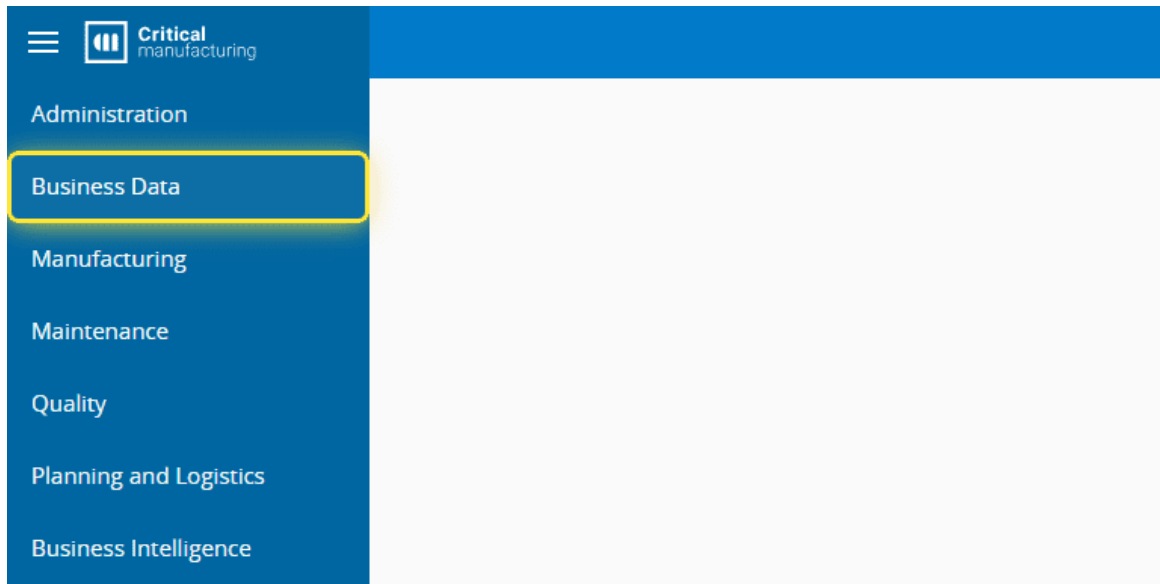 Critical
manufacturing
Administration
Business Data
Manufacturing
Maintenance
Quality
Planning and Logistics
Business Intelligence